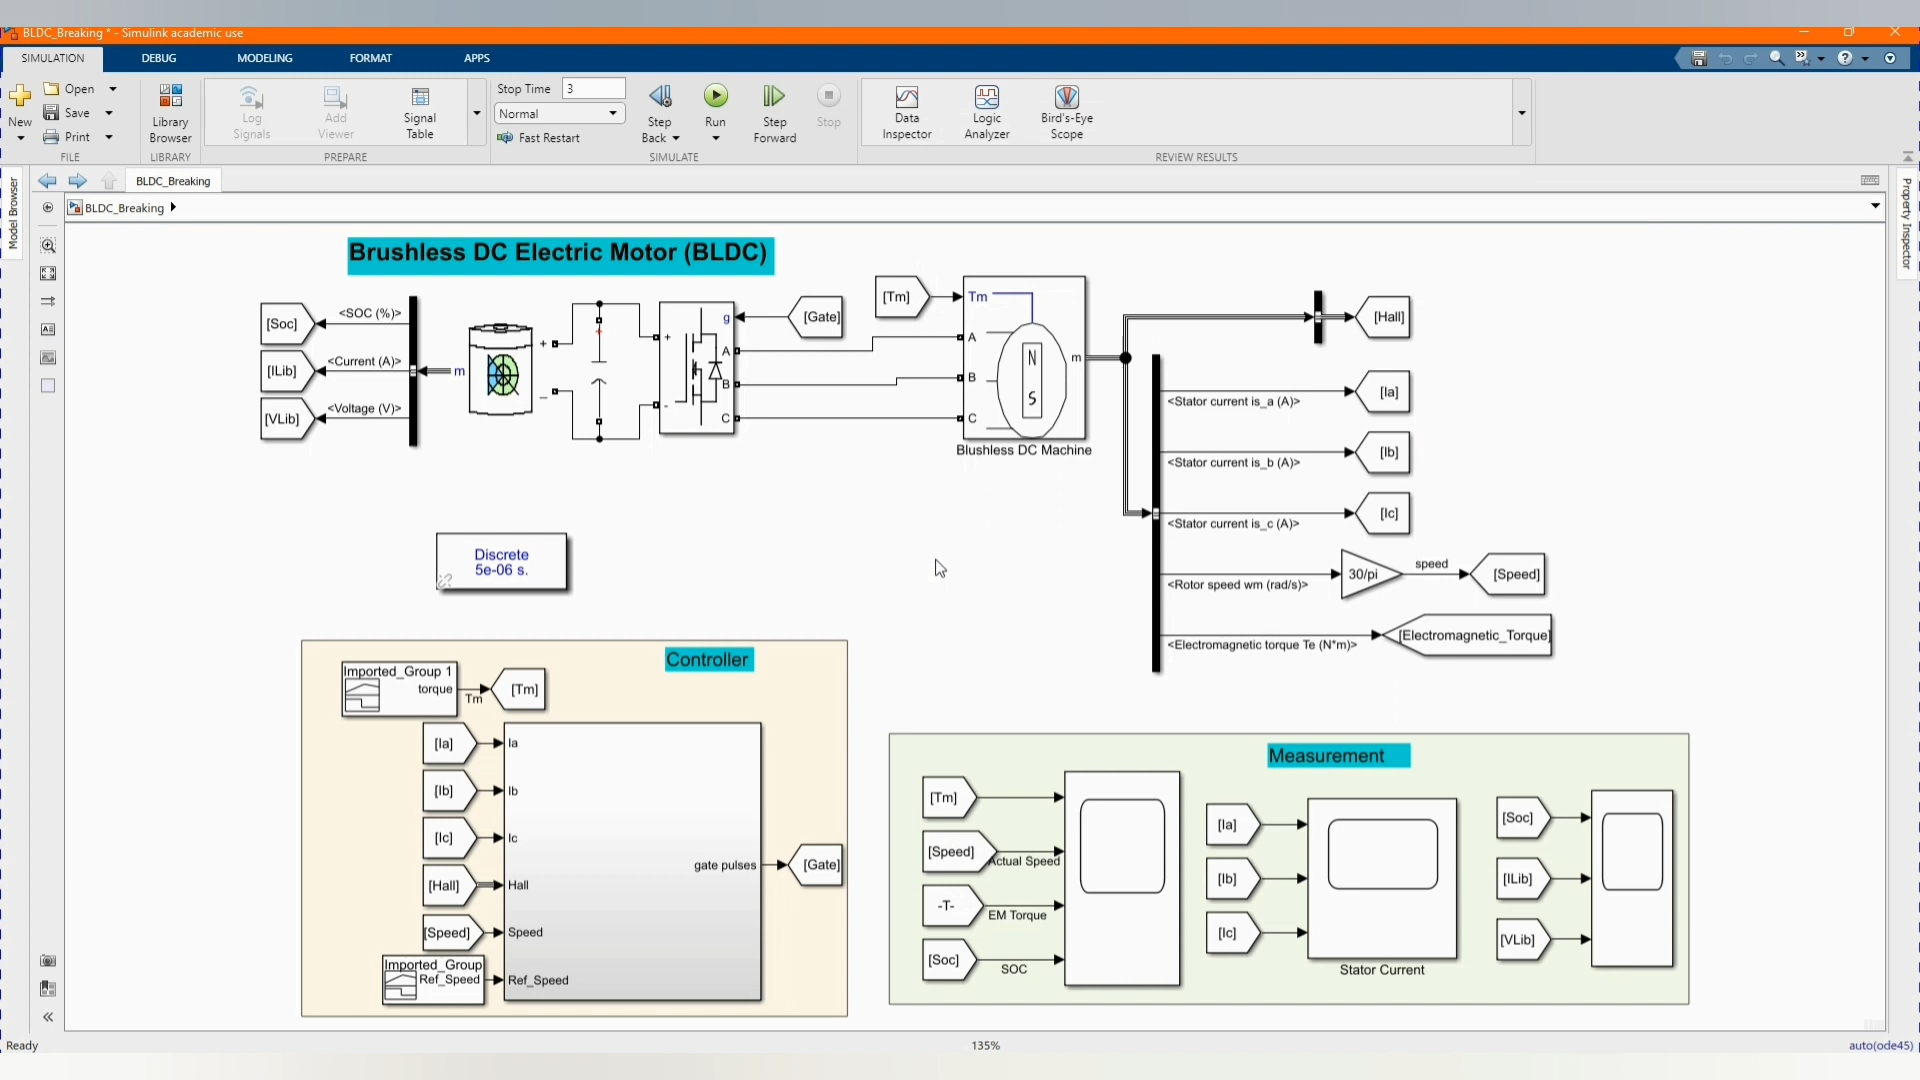 BLDC_Breaking * - Simulink academic use
SIMULATION
DEBUG
MODELING
FORMAT
APPS
New
Open
Save
Print
FILE
Library
Browser
LIBRARY
Log
Signals
Add
Viewer
Signal
Table
PREPARE
Stop Time 3
Normal
Fast Restart
Step
Back
Run
Step
Forward
Stop
SIMULATE
Data
Inspector
Logic
Analyzer
Bird's-Eye
Scope
REVIEW RESULTS
Model Browser
BLDC_Breaking
BLDC_Breaking
Property Inspector
Brushless DC Electric Motor (BLDC)
[Soc]
<SOC (%)>
[ILib]
<Current (A)>
[VLib]
<Voltage (V)>
m
+
–
+
-
g
A
B
C
[Gate]
[Tm]
Tm
A
B
C
N
S
m
Blushless DC Machine
[Hall]
<Stator current is_a (A)>
[Ia]
<Stator current is_b (A)>
[Ib]
<Stator current is_c (A)>
[Ic]
<Rotor speed wm (rad/s)>
30/pi
speed
[Speed]
<Electromagnetic torque Te (N*m)>
[Electromagnetic_Torque]
Discrete
5e-06 s.
Controller
Imported_Group 1
torque
Tm
[Tm]
[Ia]
Ia
[Ib]
Ib
[Ic]
Ic
[Hall]
Hall
[Speed]
Speed
Imported_Group
Ref_Speed
Ref_Speed
gate pulses
[Gate]
Measurement
[Tm]
[Speed]
Actual Speed
-T-
EM Torque
[Soc]
SOC
[Ia]
[Ib]
[Ic]
Stator Current
[Soc]
[ILib]
[VLib]
Ready
135%
auto(ode45)